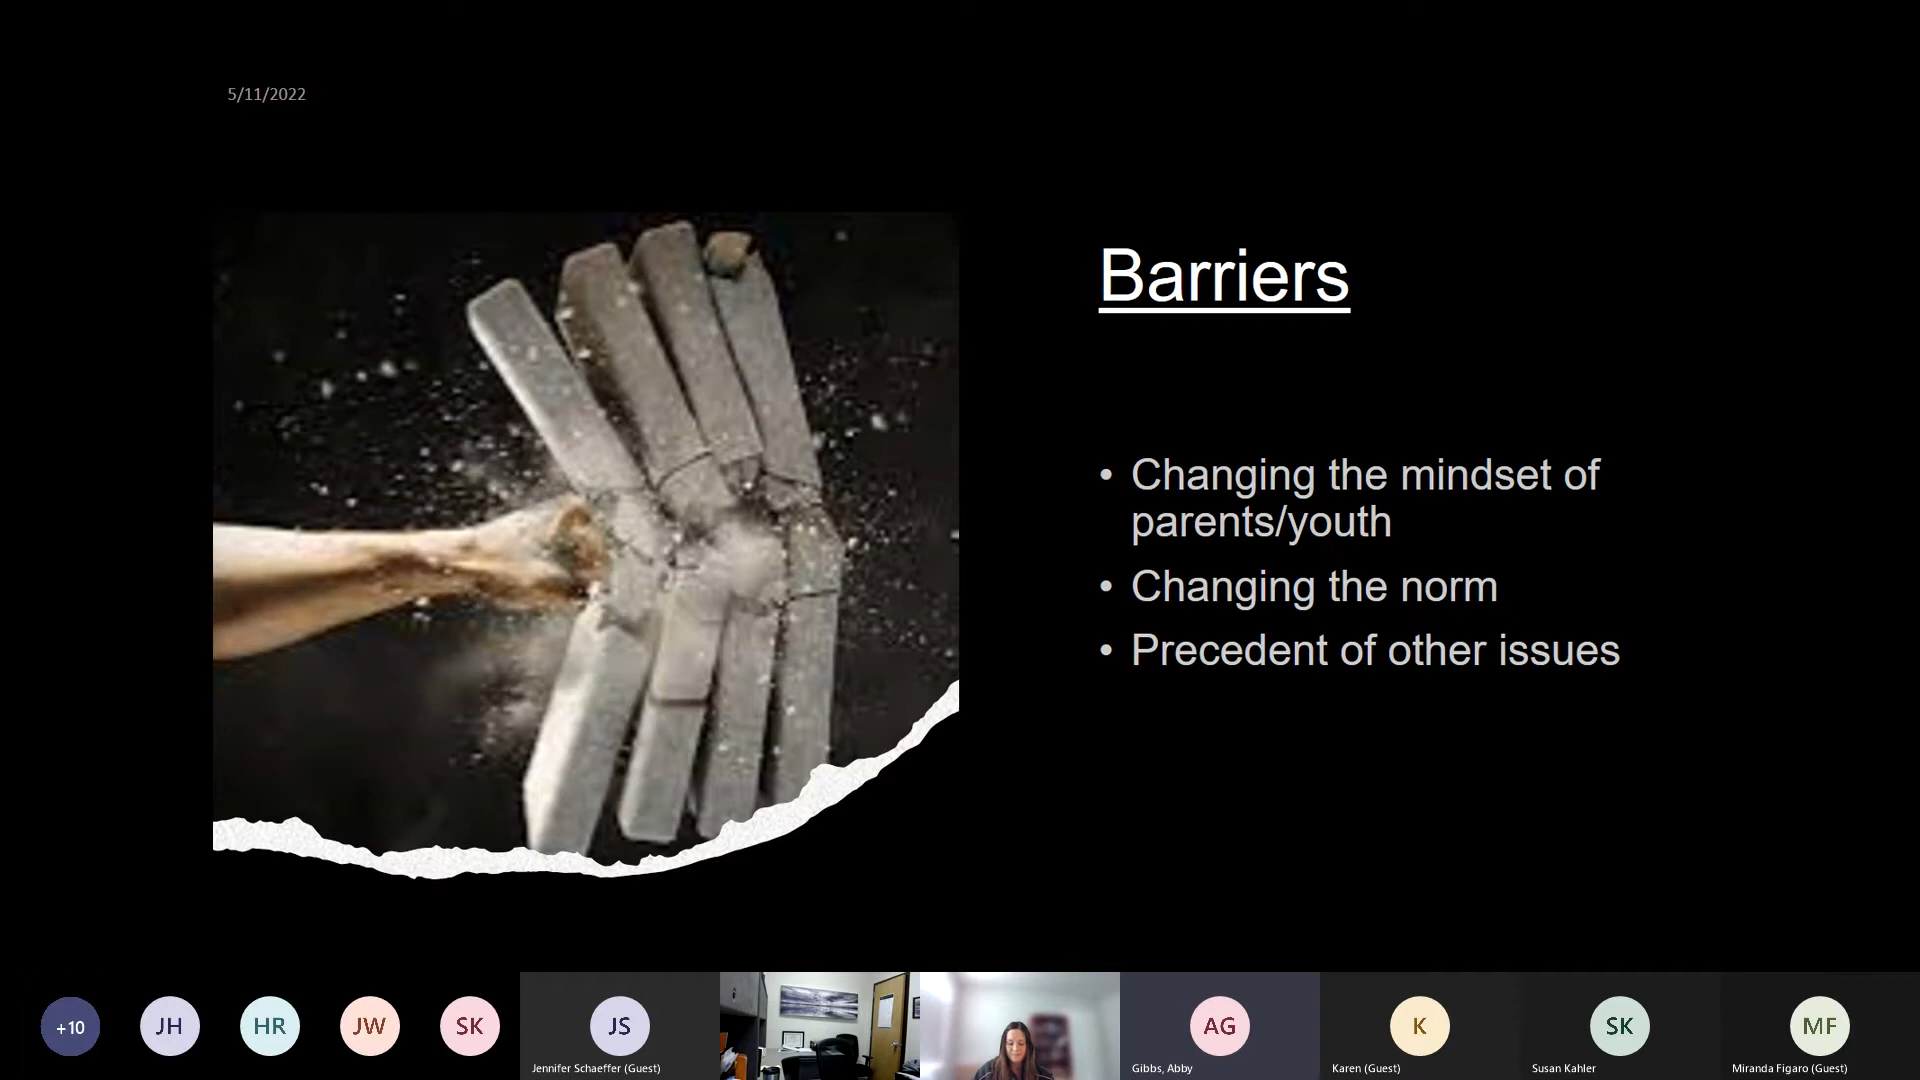 5/11/2022
Barriers
• Changing the mindset of
parents/youth
• Changing the norm
• Precedent of other issues
+10
JH
HR
JW
SK
JS
AG
K
SK
MF
Jennifer Schaeffer (Guest)
Gibbs, Abby
Karen (Guest)
Susan Kahler
Miranda Figaro (Guest)